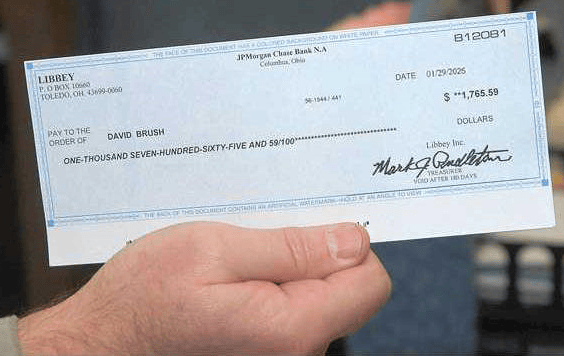 THE FACE OF THIS DOCUMENT HAS A COLORED BACKGROUND ON WHITE PAPER
812081
LIBBEY
P. O BOX 10060
TOLEDO, OH, 43699-0060
JPMorgan Chase Bank N.A
Columbus, Ohio
DATE 01/29/2025
56-1544 / 441
$ **1,765.59
PAY TO THE
ORDER OF DAVID BRUSH
DOLLARS
ONE-THOUSAND SEVEN-HUNDRED-SIXTY-FIVE AND 59/100*******************************
Libbey Inc.
Mark J Pendleton
TREASURER
VOID AFTER 180 DAYS
THE BACK OF THIS DOCUMENT CONTAINS AN ARTIFICIAL WATERMARK - HOLD AT AN ANGLE TO VIEW